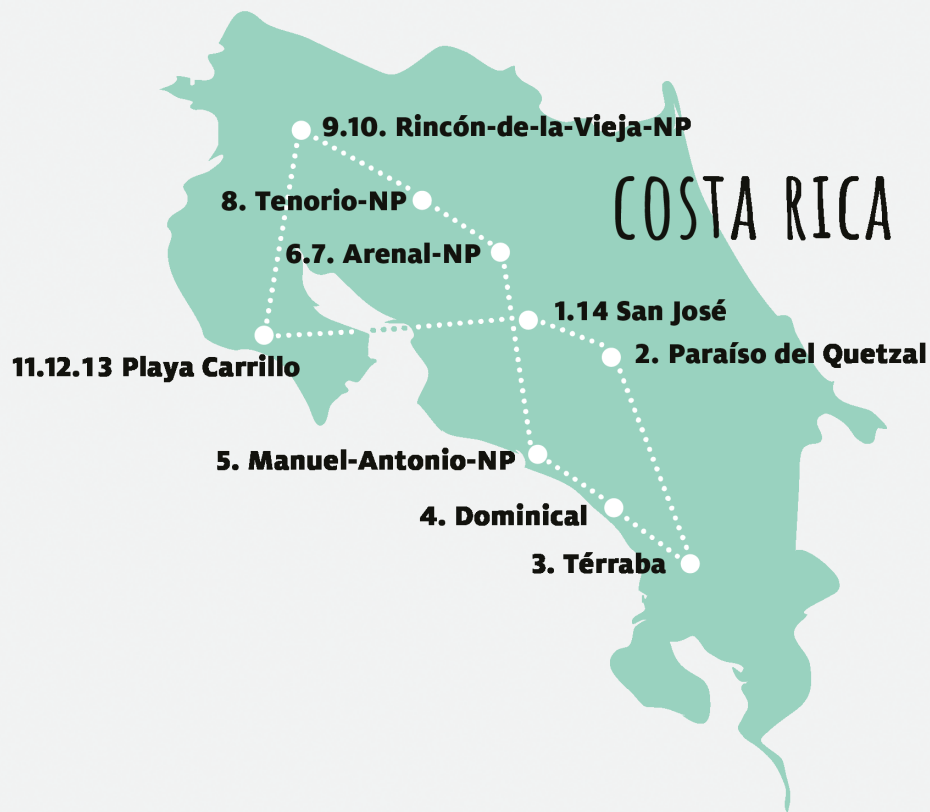 9.10. Rincón-de-la-Vieja-NP
COSTA RICA
8. Tenorio-NP
6.7. Arenal-NP
1.14 San José
2. Paraíso del Quetzal
11.12.13 Playa Carrillo
5. Manuel-Antonio-NP
4. Dominical
3. Térraba